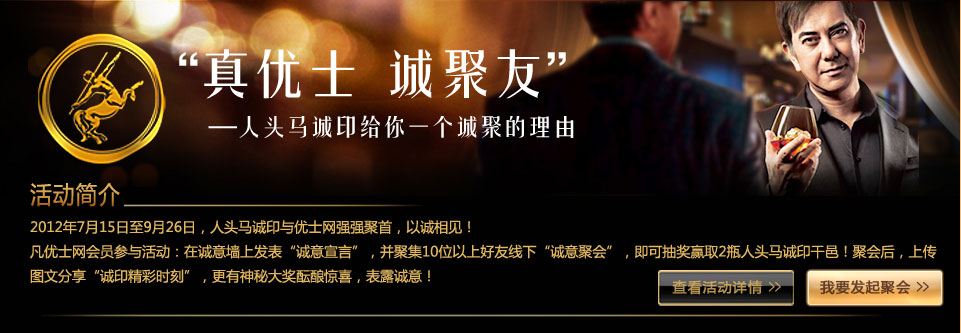 “真优士 诚聚友”
—人头马诚印给你一个诚聚的理由
活动简介
2012年7月15日至9月26日，人头马诚印与优士网强强聚首，以诚相见！
凡优士网会员参与活动：在诚意墙上发表“诚意宣言”，并聚集10位以上好友线下“诚意聚会”，即可抽奖赢取2瓶人头马诚印干邑！聚会后，上传
图文分享“诚印精彩时刻”，更有神秘大奖酝酿惊喜，表露诚意！
查看活动详情 >>
我要发起聚会 >>